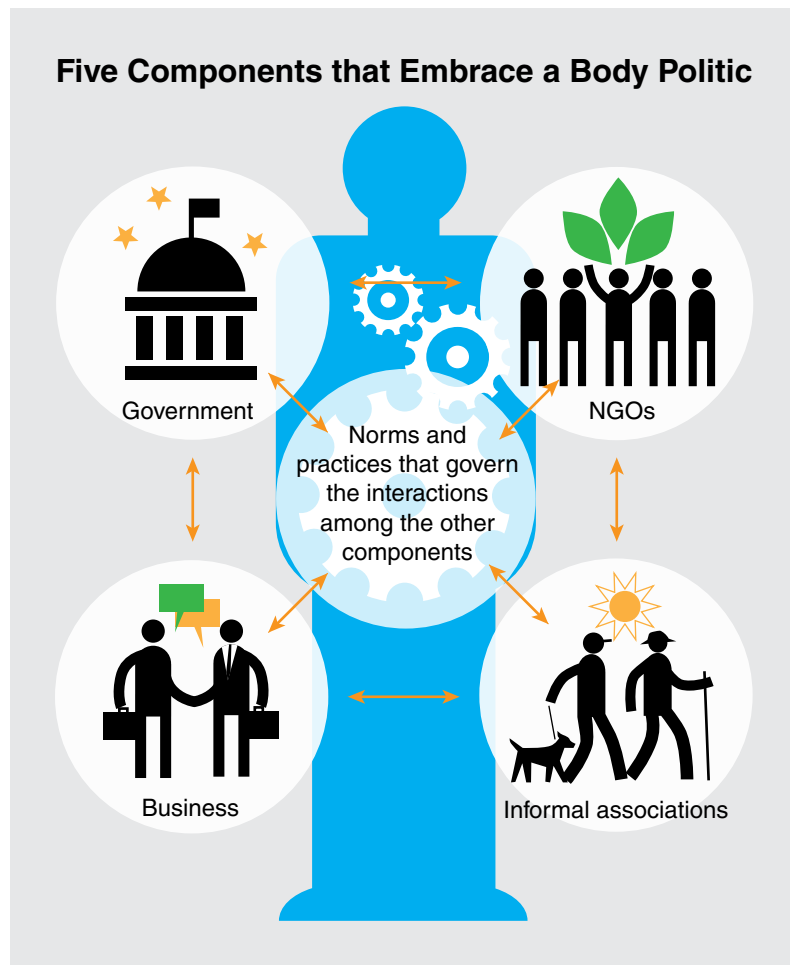 Five Components that Embrace a Body Politic
Government
NGOs
Norms and
practices that govern
the interactions
among the other
components
Business
Informal associations